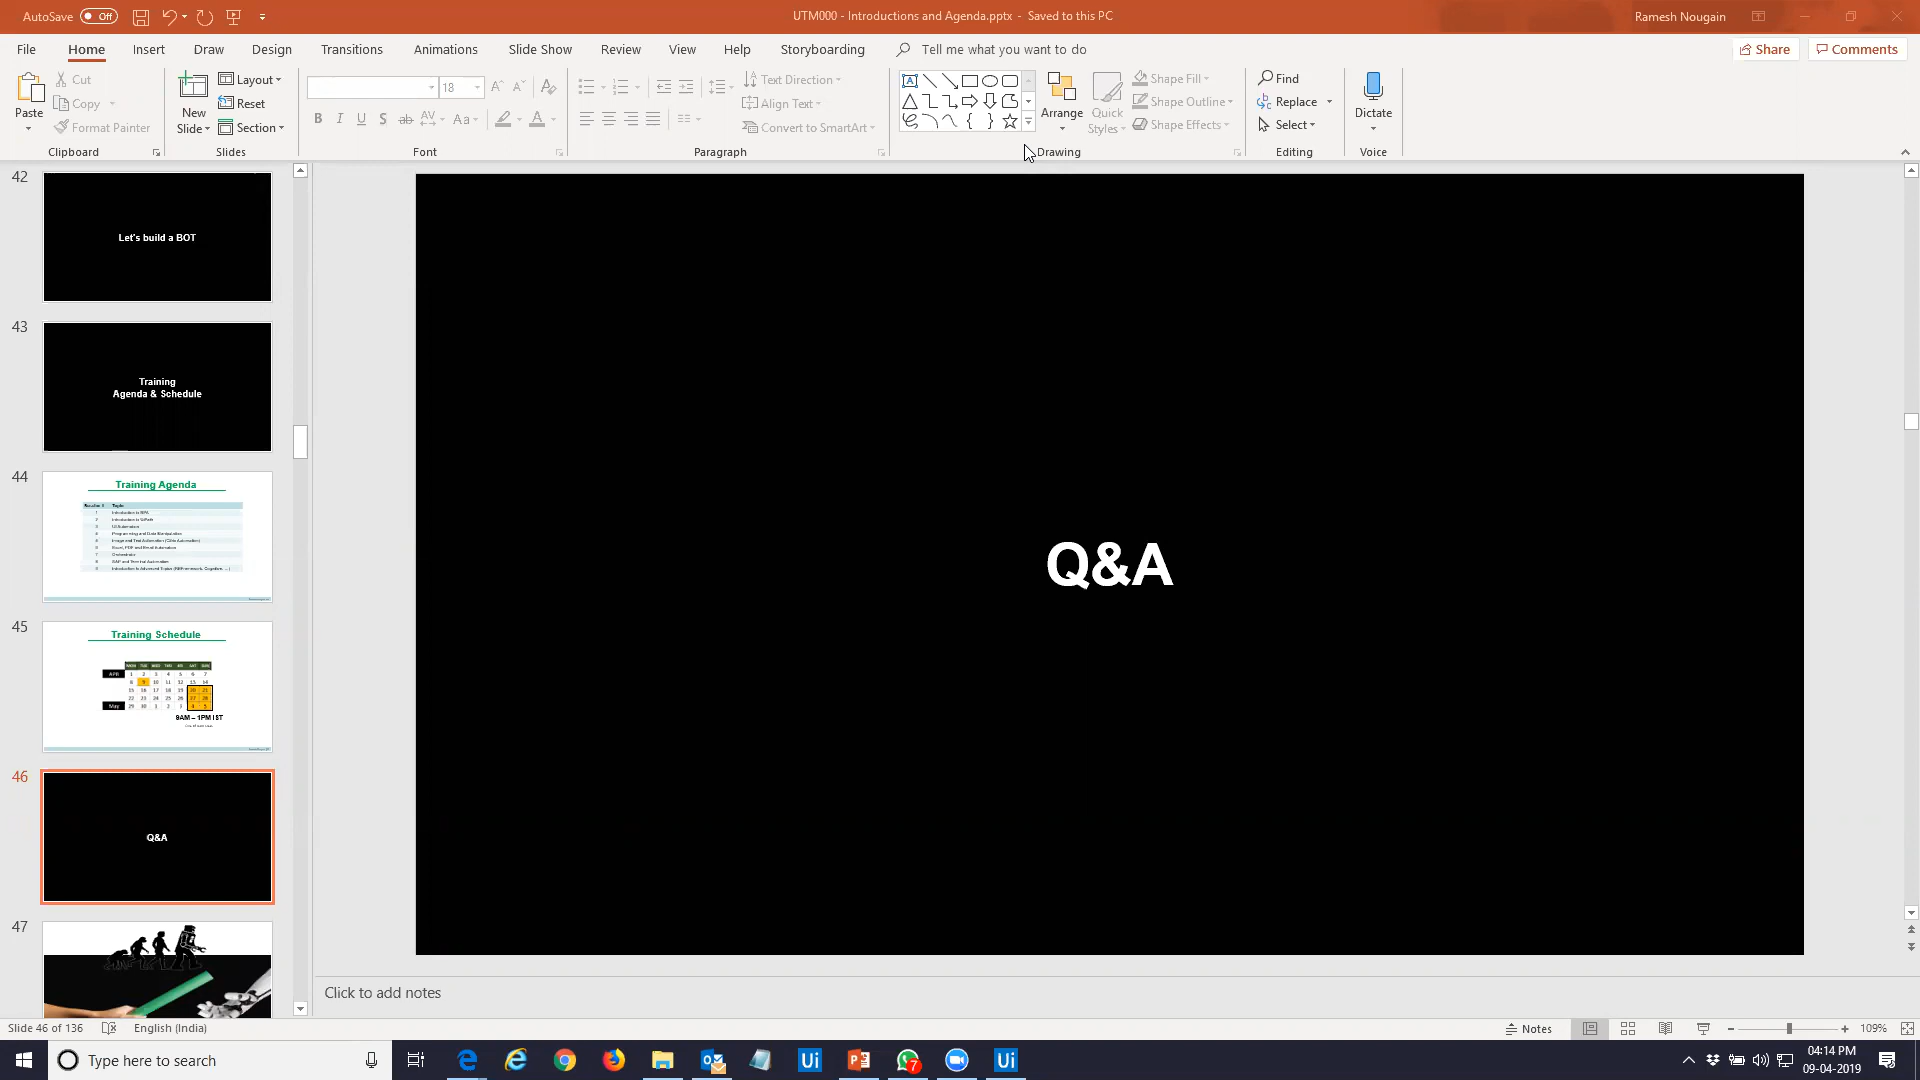 AutoSave Off
UTM000 - Introductions and Agenda.pptx - Saved to this PC
Ramesh Nougain
File Home Insert Draw Design Transitions Animations Slide Show Review View Help Storyboarding Tell me what you want to do
Share Comments
Paste
Cut
Copy
Format Painter
Clipboard
New Slide
Layout
Reset
Section
Slides
18
Font
Text Direction
Align Text
Convert to SmartArt
Paragraph
Arrange
Quick Styles
Shape Fill
Shape Outline
Shape Effects
Drawing
Find
Replace
Select
Editing
Dictate
Voice
42
Let's build a BOT
43
Training
Agenda & Schedule
44
Training Agenda
45
Training Schedule
9AM – 1PM IST
46
Q&A
47
Q&A
Click to add notes
Slide 46 of 136 English (India)
Notes
109%
Type here to search
04:14 PM
09-04-2019